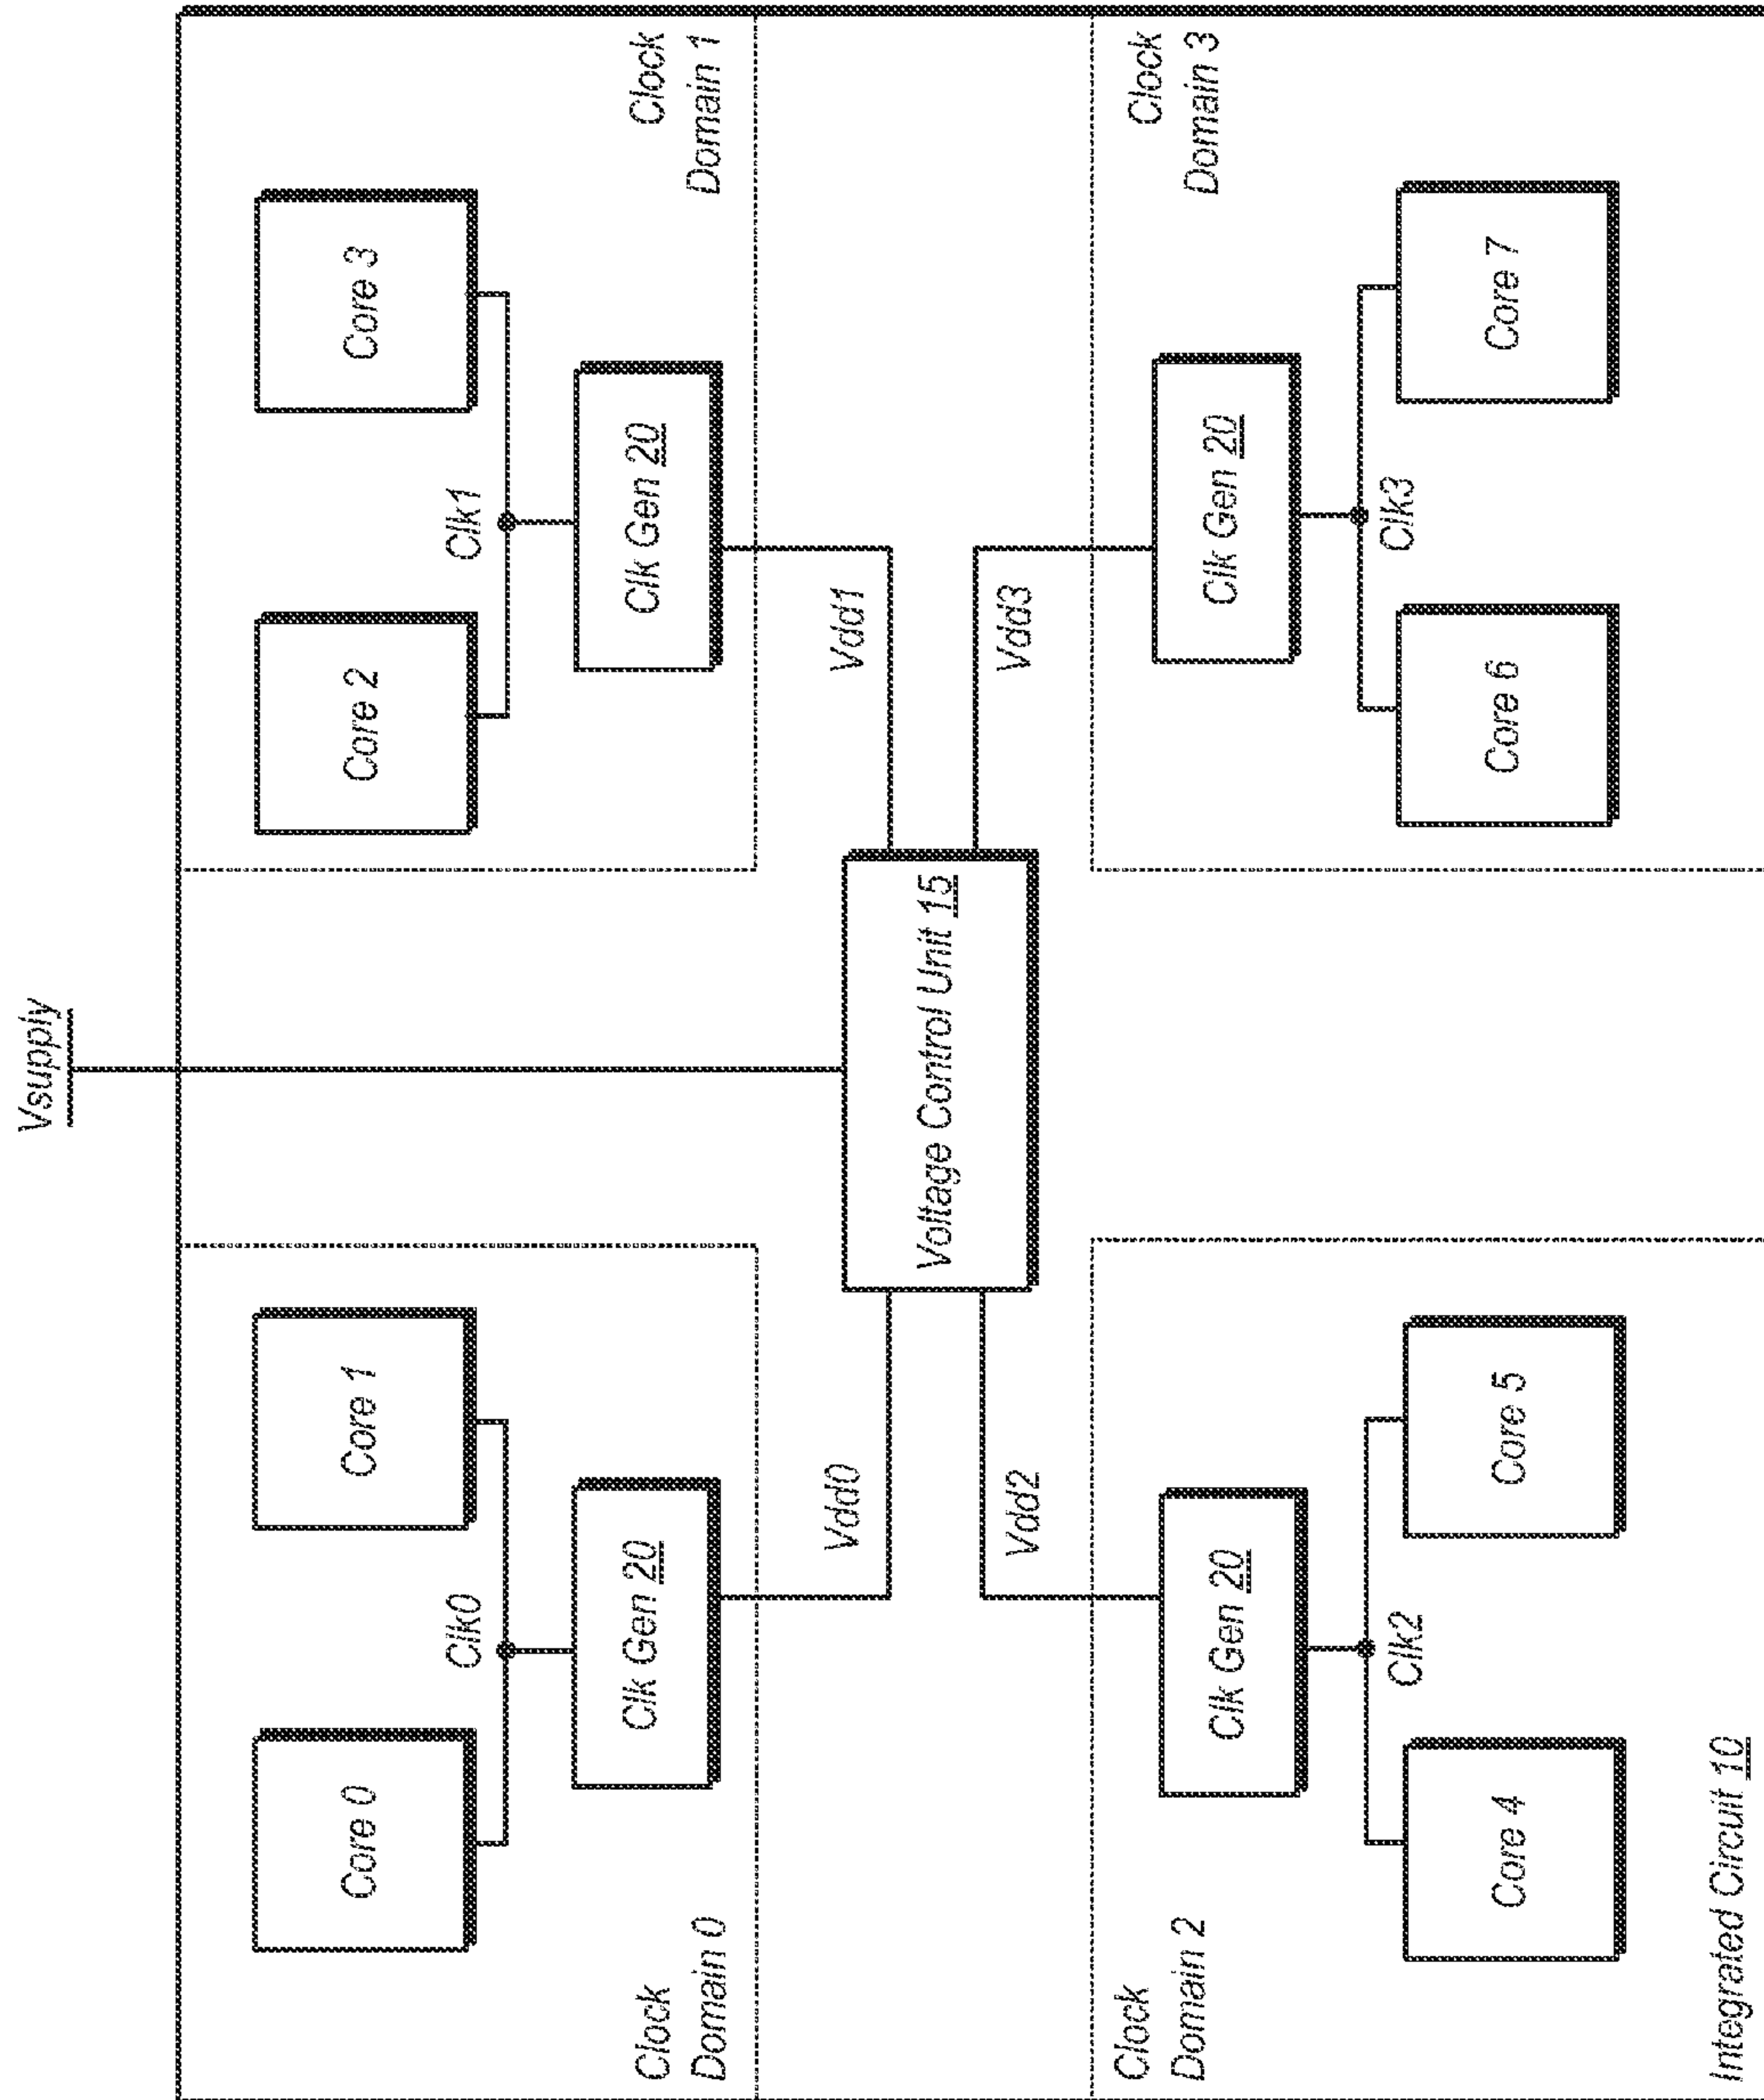 Vsupply
Core 0
Core 1
Core 2
Core 3
Clk0
Clk1
Clk Gen 20
Clk Gen 20
Clock
Domain 0
Clock
Domain 1
Vdd0
Vdd1
Voltage Control Unit 15
Vdd2
Vdd3
Clock
Domain 2
Clock
Domain 3
Clk Gen 20
Clk Gen 20
Clk2
Clk3
Core 4
Core 5
Core 6
Core 7
Integrated Circuit 10